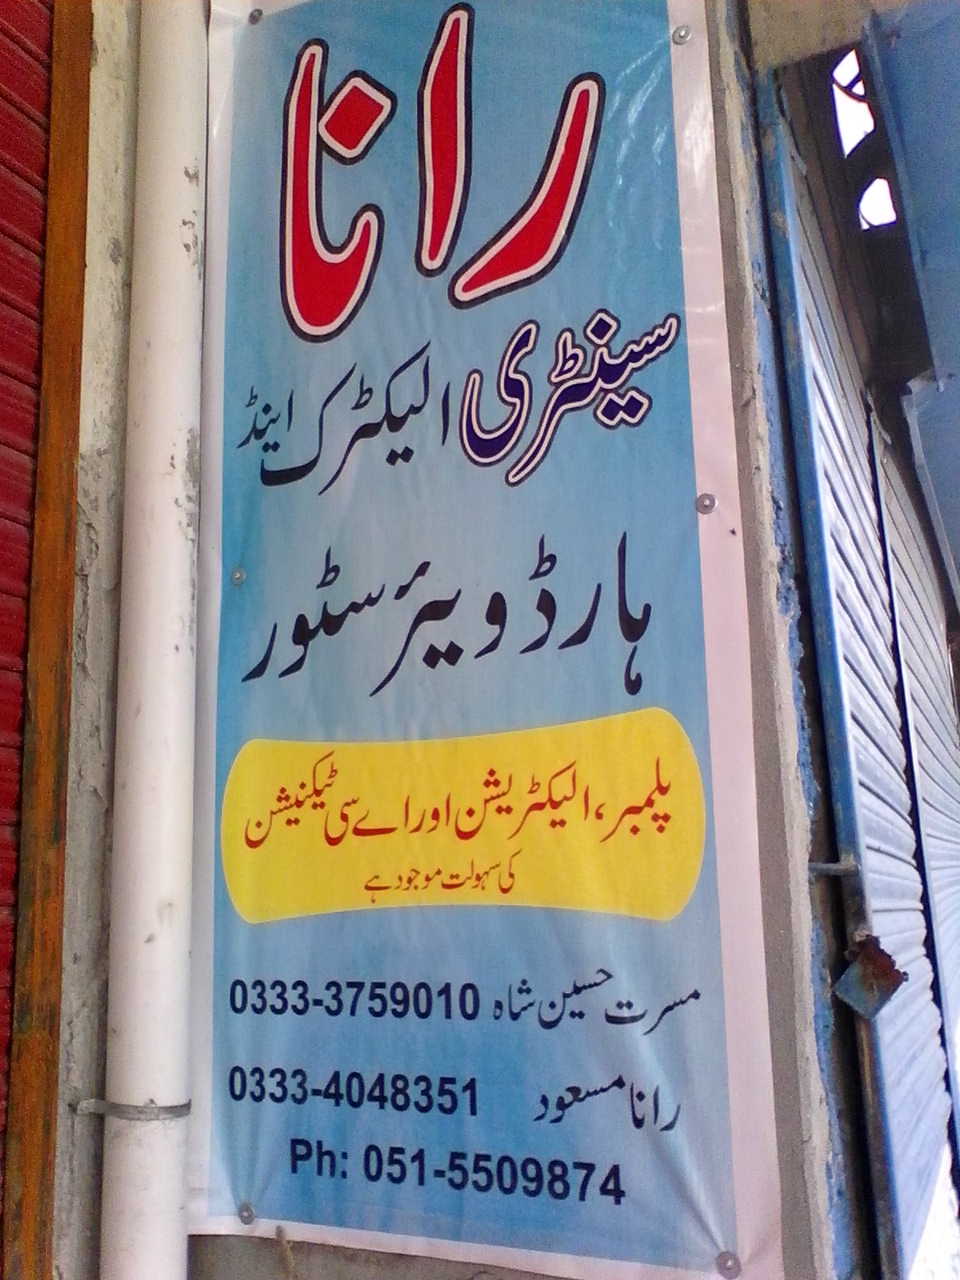 رانا
سینٹری الیکٹرک اینڈ
ہارڈویئر سٹور
پلمبر، الیکٹریشن اور اے سی ٹیکنیشن
کی سہولت موجود ہے
مسرت حسین شاہ 0333-3759010
رانا مسعود 0333-4048351
Ph: 051-5509874